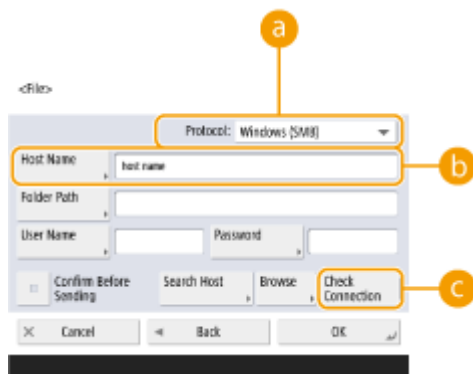 a
<File>
Protocol: Windows (SMB)
Host Name
host name
b
Folder Path
User Name
Password
Confirm Before
Sending
Search Host
Browse
Check
Connection
c
Cancel
Back
OK